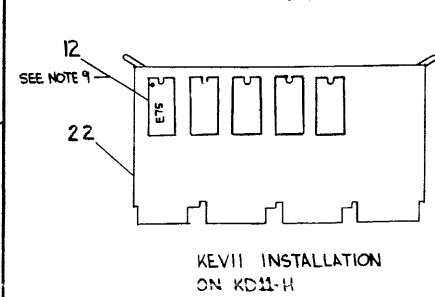 12
SEE NOTE 9
E75
22
KEV11 INSTALLATION
ON KD11-H